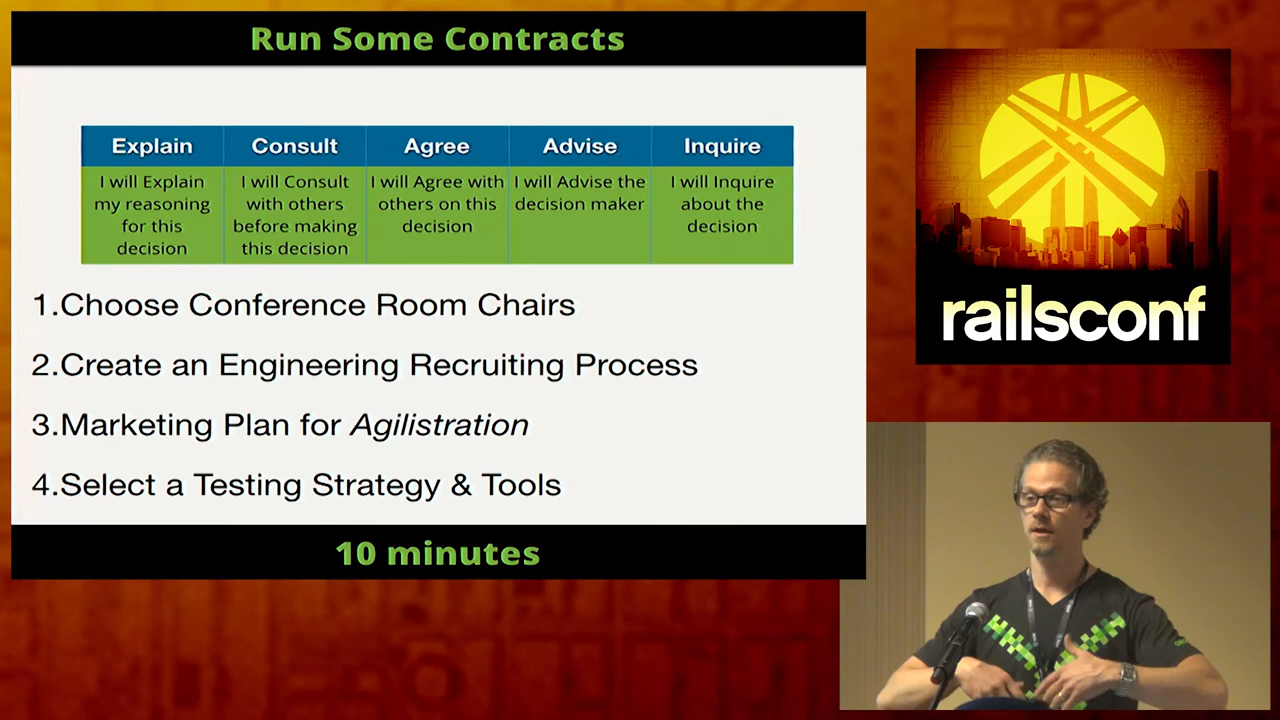 Run Some Contracts
Explain
Consult
Agree
Advise
Inquire
I will Explain
my reasoning
for this
decision
I will Consult
with others
before making
this decision
I will Agree with
others on this
decision
I will Advise the
decision maker
I will Inquire
about the
decision
1.Choose Conference Room Chairs
2.Create an Engineering Recruiting Process
3.Marketing Plan for Agilistration
4.Select a Testing Strategy & Tools
10 minutes
railsconf